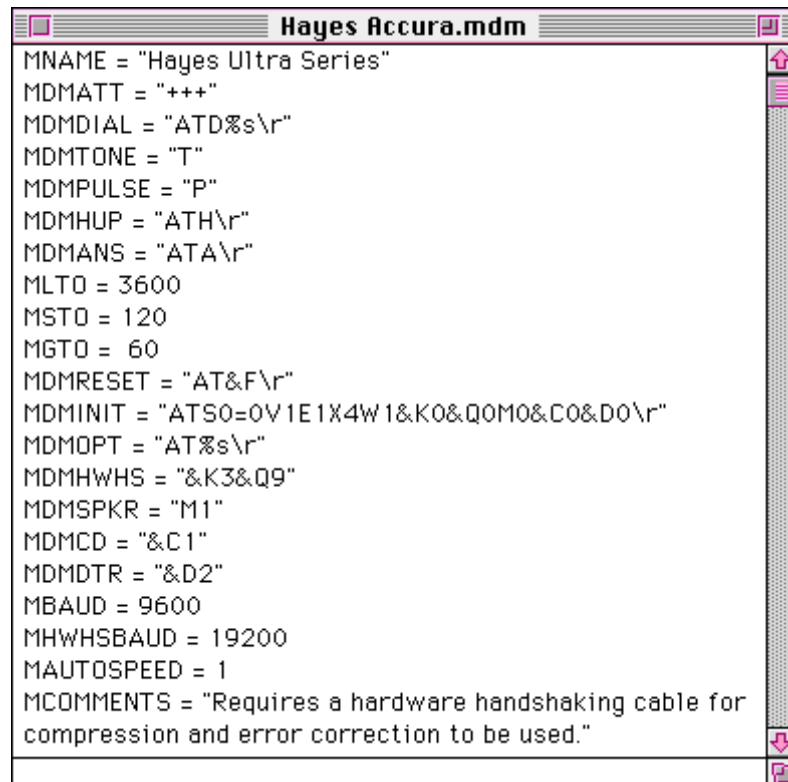 Hayes Accura.mdm
MNAME = "Hayes Ultra Series"
MDMATT = "+++"
MDMDIAL = "ATD%s\r"
MDMTONE = "T"
MDMPULSE = "P"
MDMHUP = "ATH\r"
MDMANS = "ATA\r"
MLTO = 3600
MSTO = 120
MGTO =  60
MDMRESET = "AT&F\r"
MDMINIT = "ATS0=0V1E1X4W1&K0&Q0M0&C0&D0\r"
MDMOPT = "AT%s\r"
MDMHWHS = "&K3&Q9"
MDMSPKR = "M1"
MDMCD = "&C1"
MDMDTR = "&D2"
MBAUD = 9600
MHWHSBAUD = 19200
MAUTOSPEED = 1
MCOMMENTS = "Requires a hardware handshaking cable for
compression and error correction to be used."